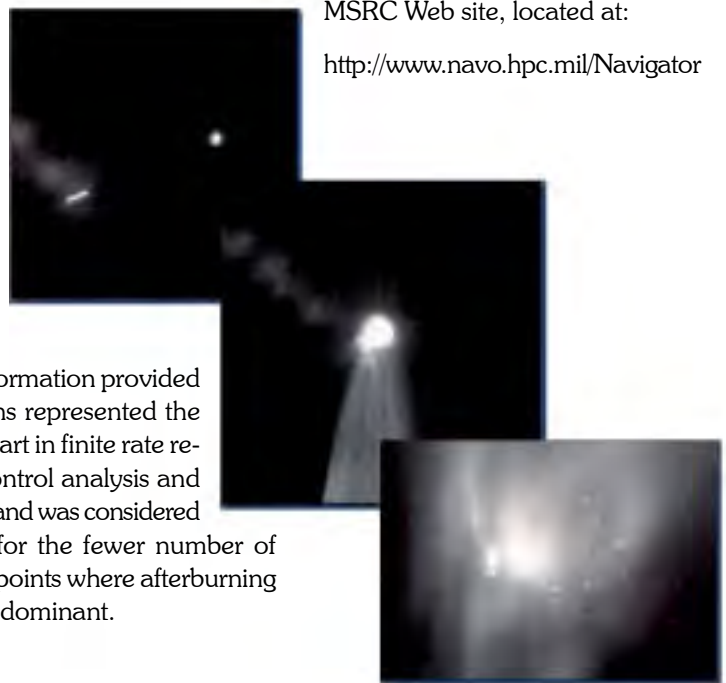 MSRC Web site, located at:
http://www.navo.hpc.mil/Navigator
ormation provided
ns represented the
art in finite rate re-
ontrol analysis and
and was considered
for the fewer number of
points where afterburning
dominant.